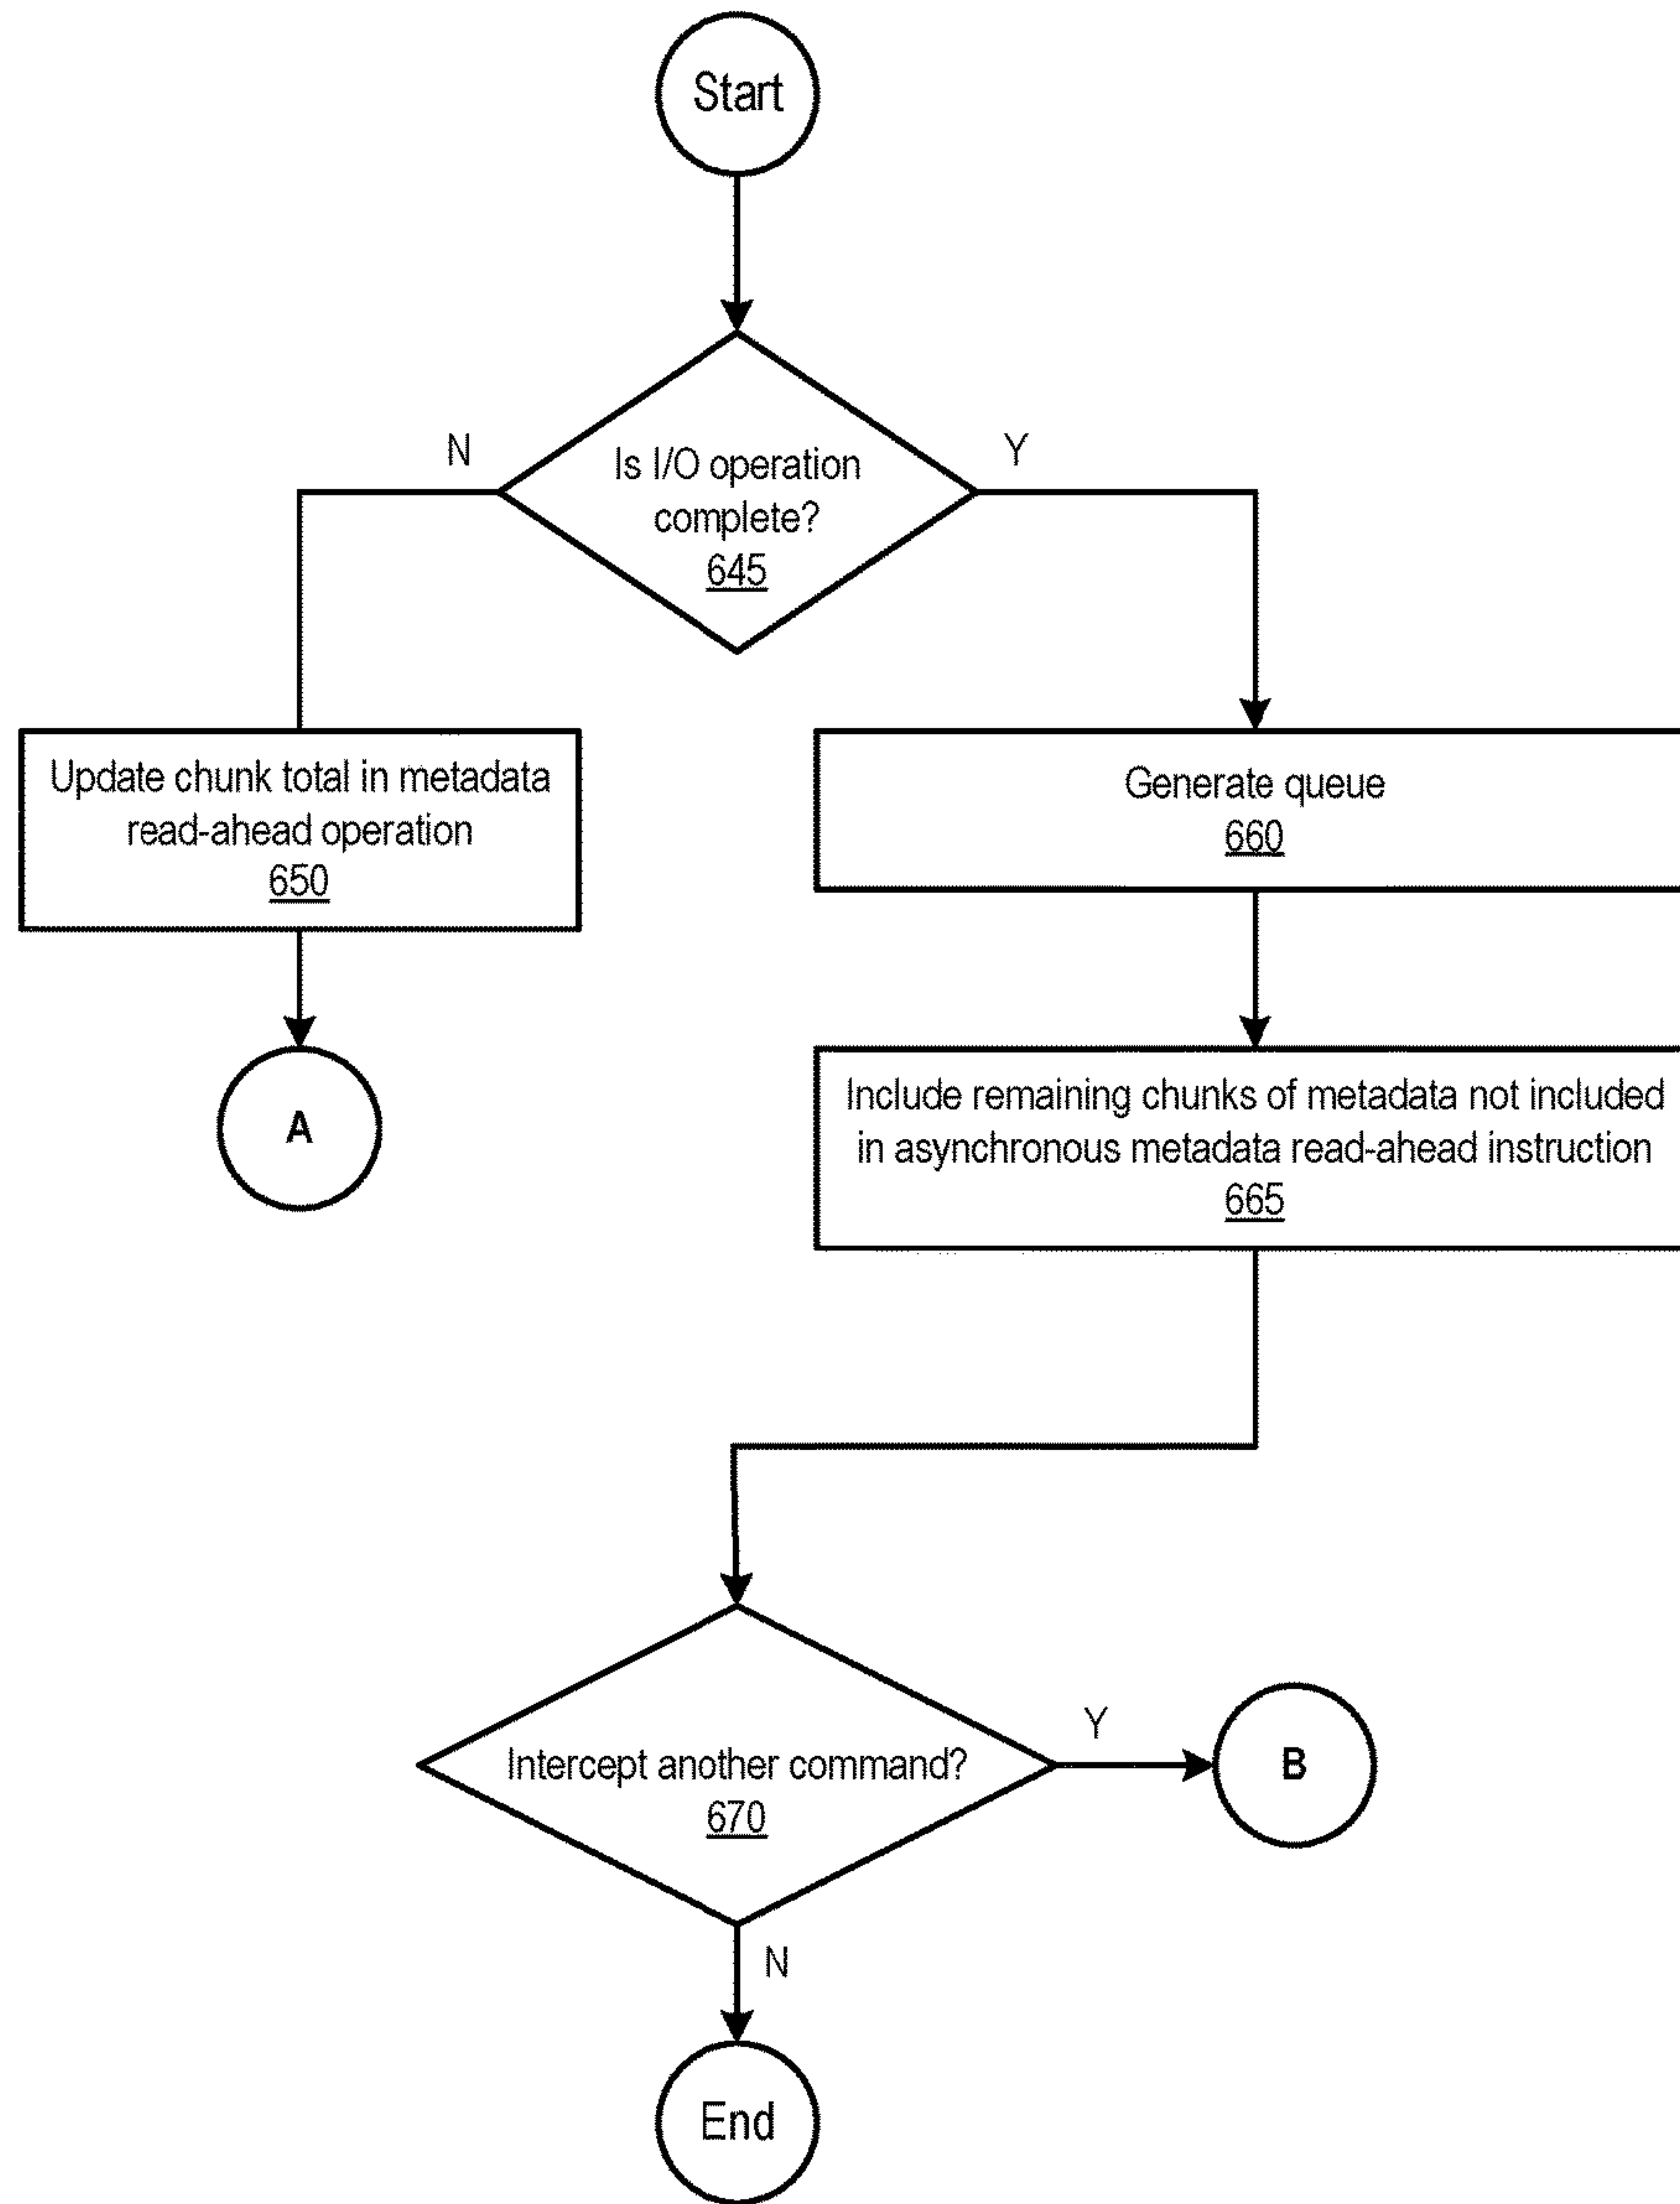 Start
N
Y
Is I/O operation
complete?
645
Update chunk total in metadata
read-ahead operation
650
Generate queue
660
A
Include remaining chunks of metadata not included
in asynchronous metadata read-ahead instruction
665
Intercept another command?
670
Y
B
N
End